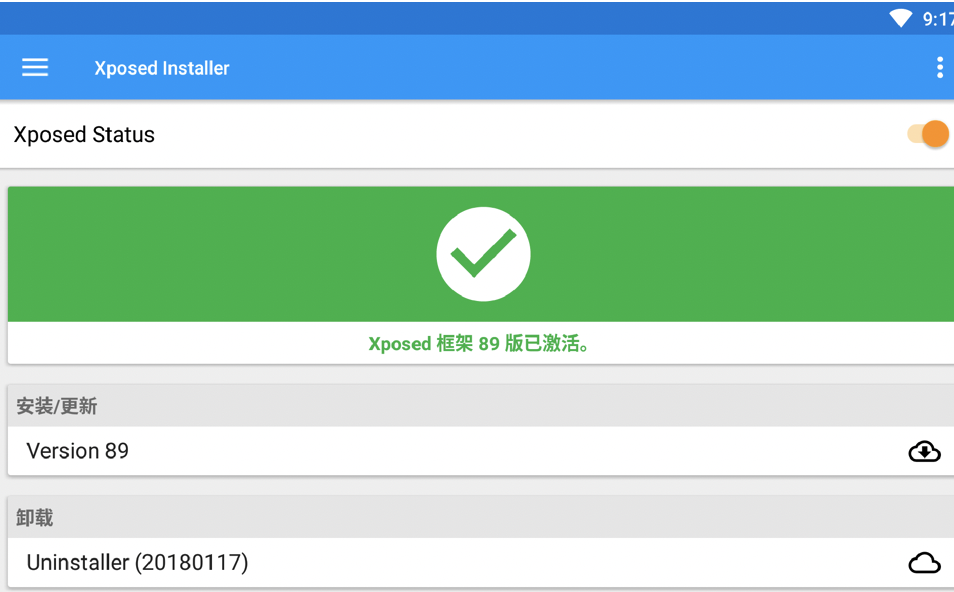 9:17
Xposed Installer
Xposed Status
Xposed 框架 89 版已激活。
安装/更新
Version 89
卸载
Uninstaller (20180117)